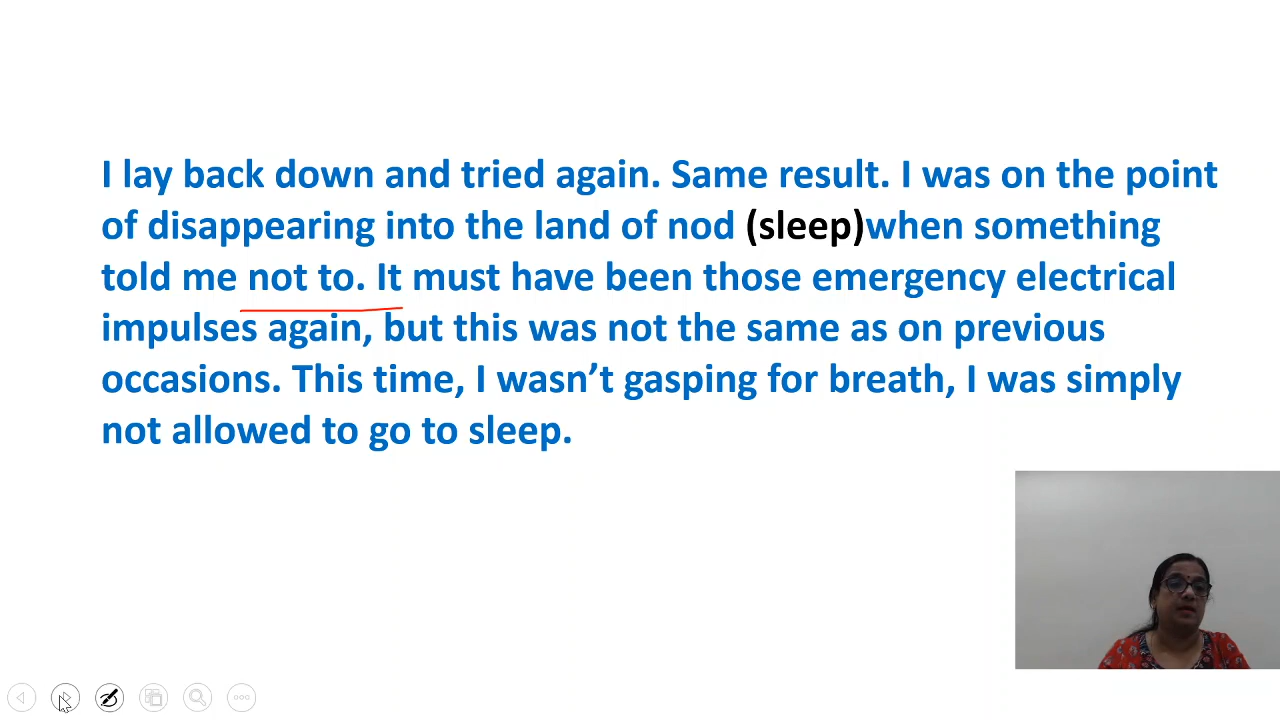 I lay back down and tried again. Same result. I was on the point
of disappearing into the land of nod (sleep)when something
told me not to. It must have been those emergency electrical
impulses again, but this was not the same as on previous
occasions. This time, I wasn’t gasping for breath, I was simply
not allowed to go to sleep.